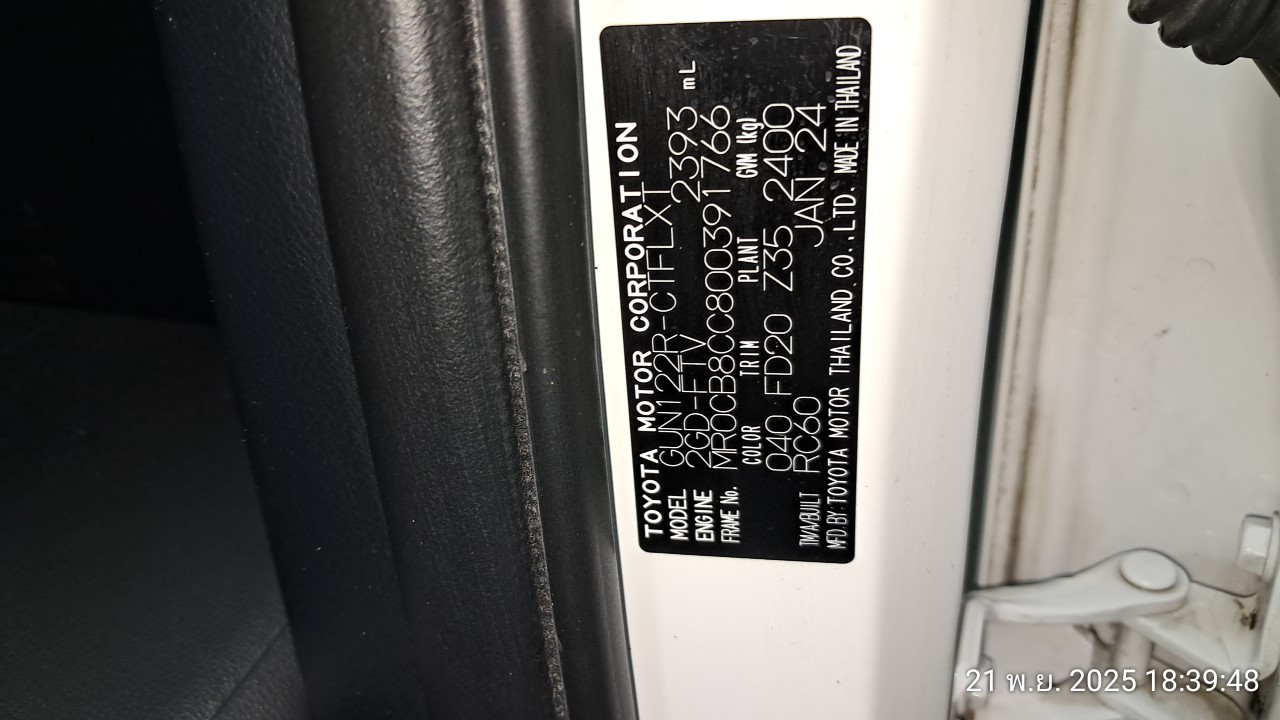 TOYOTA MOTOR CORPORATION
MODEL GUN122R-CTFLXT
ENGINE 2GD-FTV 2393 mL
FRAME No. MR0CB8CC800391766
COLOR TRIM PLANT GVM (kg)
040 FD20 Z35 2400
TMA/BUILT RC60 JAN.24
MFD.BY:TOYOTA MOTOR THAILAND CO.,LTD. MADE IN THAILAND
21 พ.ย. 2025 18:39:48